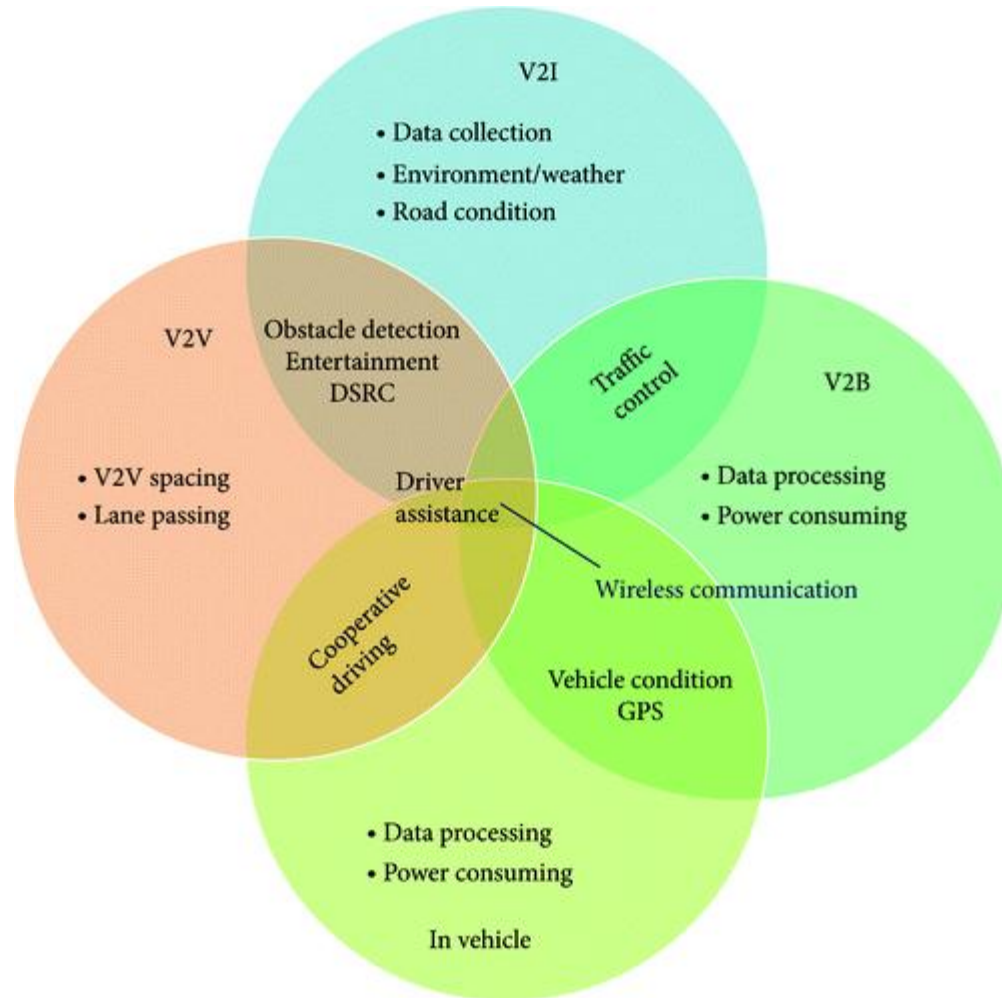 V2I
• Data collection
• Environment/weather
• Road condition
V2V
Obstacle detection
Entertainment
DSRC
Traffic
control
V2B
• V2V spacing
• Lane passing
Driver
assistance
• Data processing
• Power consuming
Wireless communication
Cooperative
driving
Vehicle condition
GPS
• Data processing
• Power consuming
In vehicle